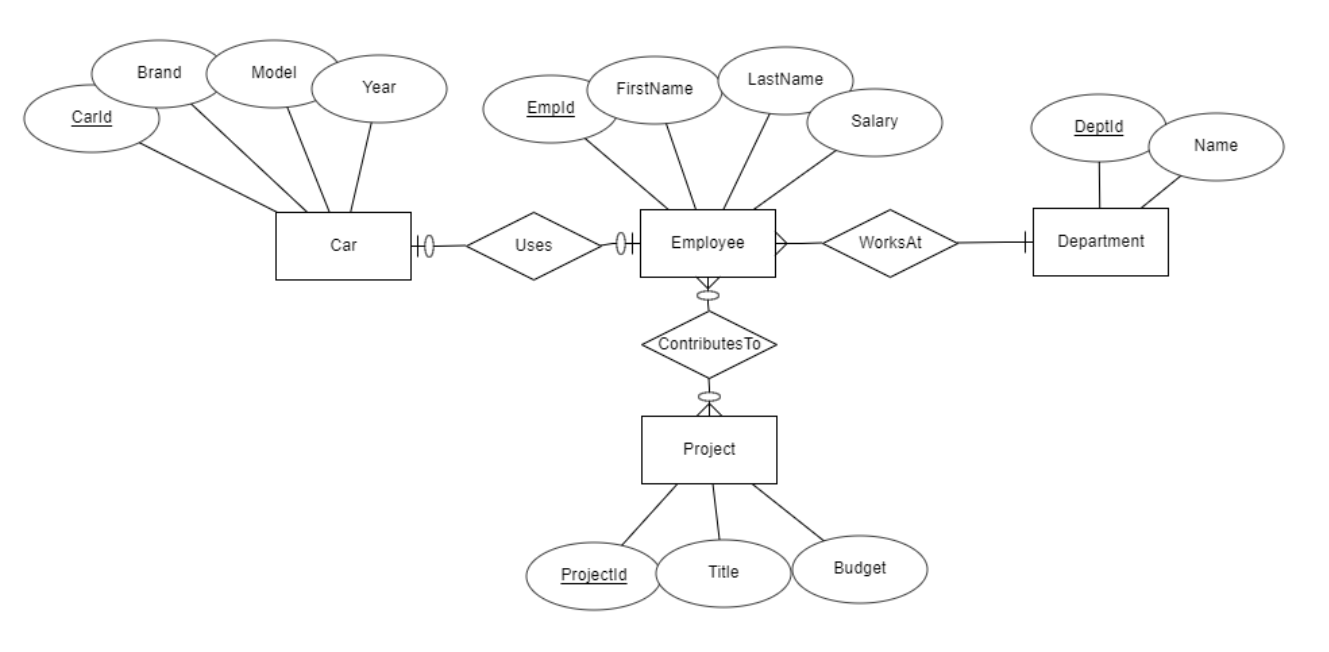 CarId
Brand
Model
Year
EmpId
FirstName
LastName
Salary
DeptId
Name
Car
Uses
Employee
WorksAt
Department
ContributesTo
Project
ProjectId
Title
Budget